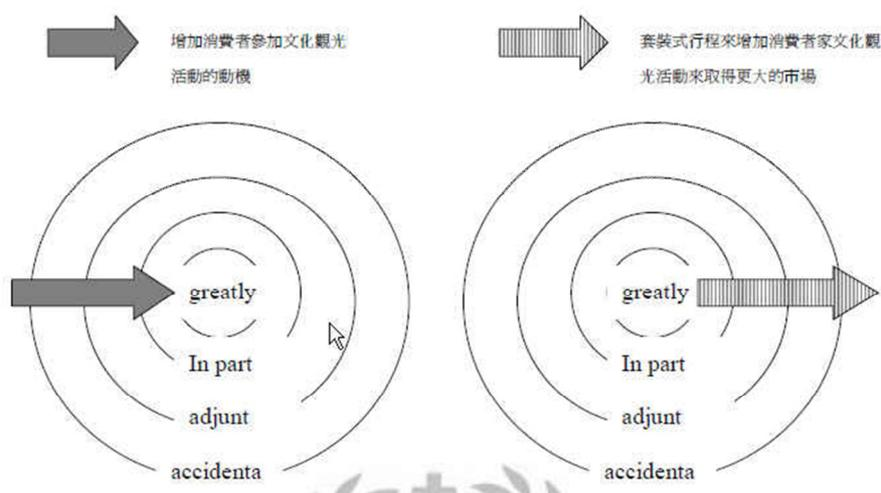 增加消費者參加文化觀光
活動的動機
套裝式行程來增加消費者家文化觀
光活動來取得更大的市場
greatly
In part
adjunt
accidenta
greatly
In part
adjunt
accidenta